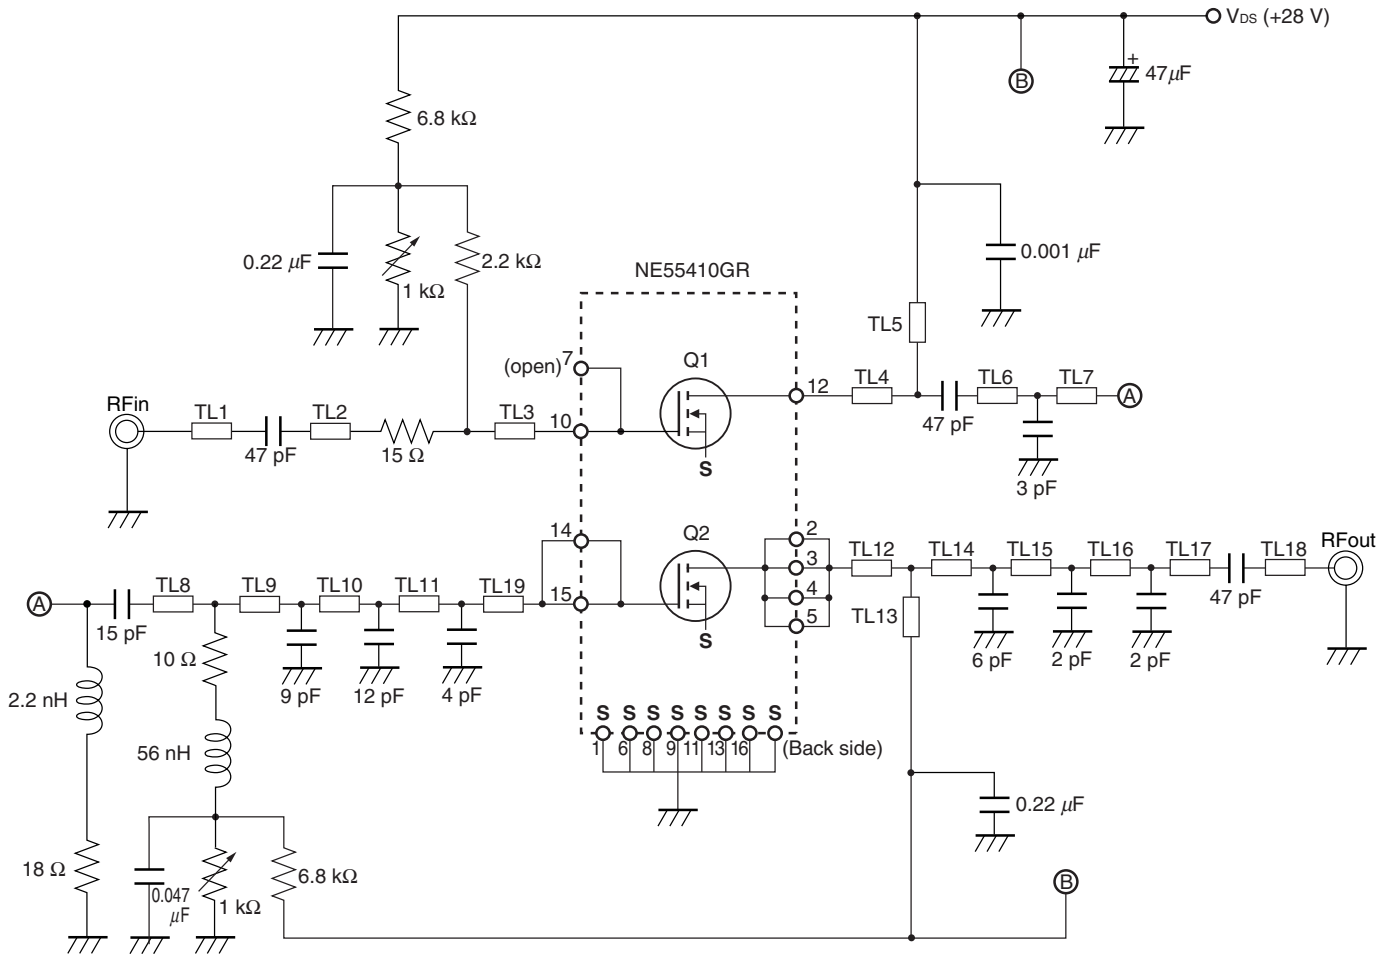 VDS (+28 V)
B
+
47 μF
6.8 kΩ
0.22 μF
1 kΩ
2.2 kΩ
0.001 μF
NE55410GR
TL5
(open)
7
Q1
12
TL4
TL6
TL7
A
47 pF
3 pF
RFin
TL1
47 pF
TL2
15 Ω
TL3
10
S
14
Q2
2
3
4
5
15
S
TL12
TL14
TL15
TL16
TL17
TL18
RFout
47 pF
TL13
6 pF
2 pF
2 pF
A
15 pF
TL8
TL9
TL10
TL11
TL19
10 Ω
9 pF
12 pF
4 pF
2.2 nH
56 nH
S S S S S S S S
1 6 8 9 11 13 16 (Back side)
0.22 μF
18 Ω
0.047
μF
1 kΩ
6.8 kΩ
B